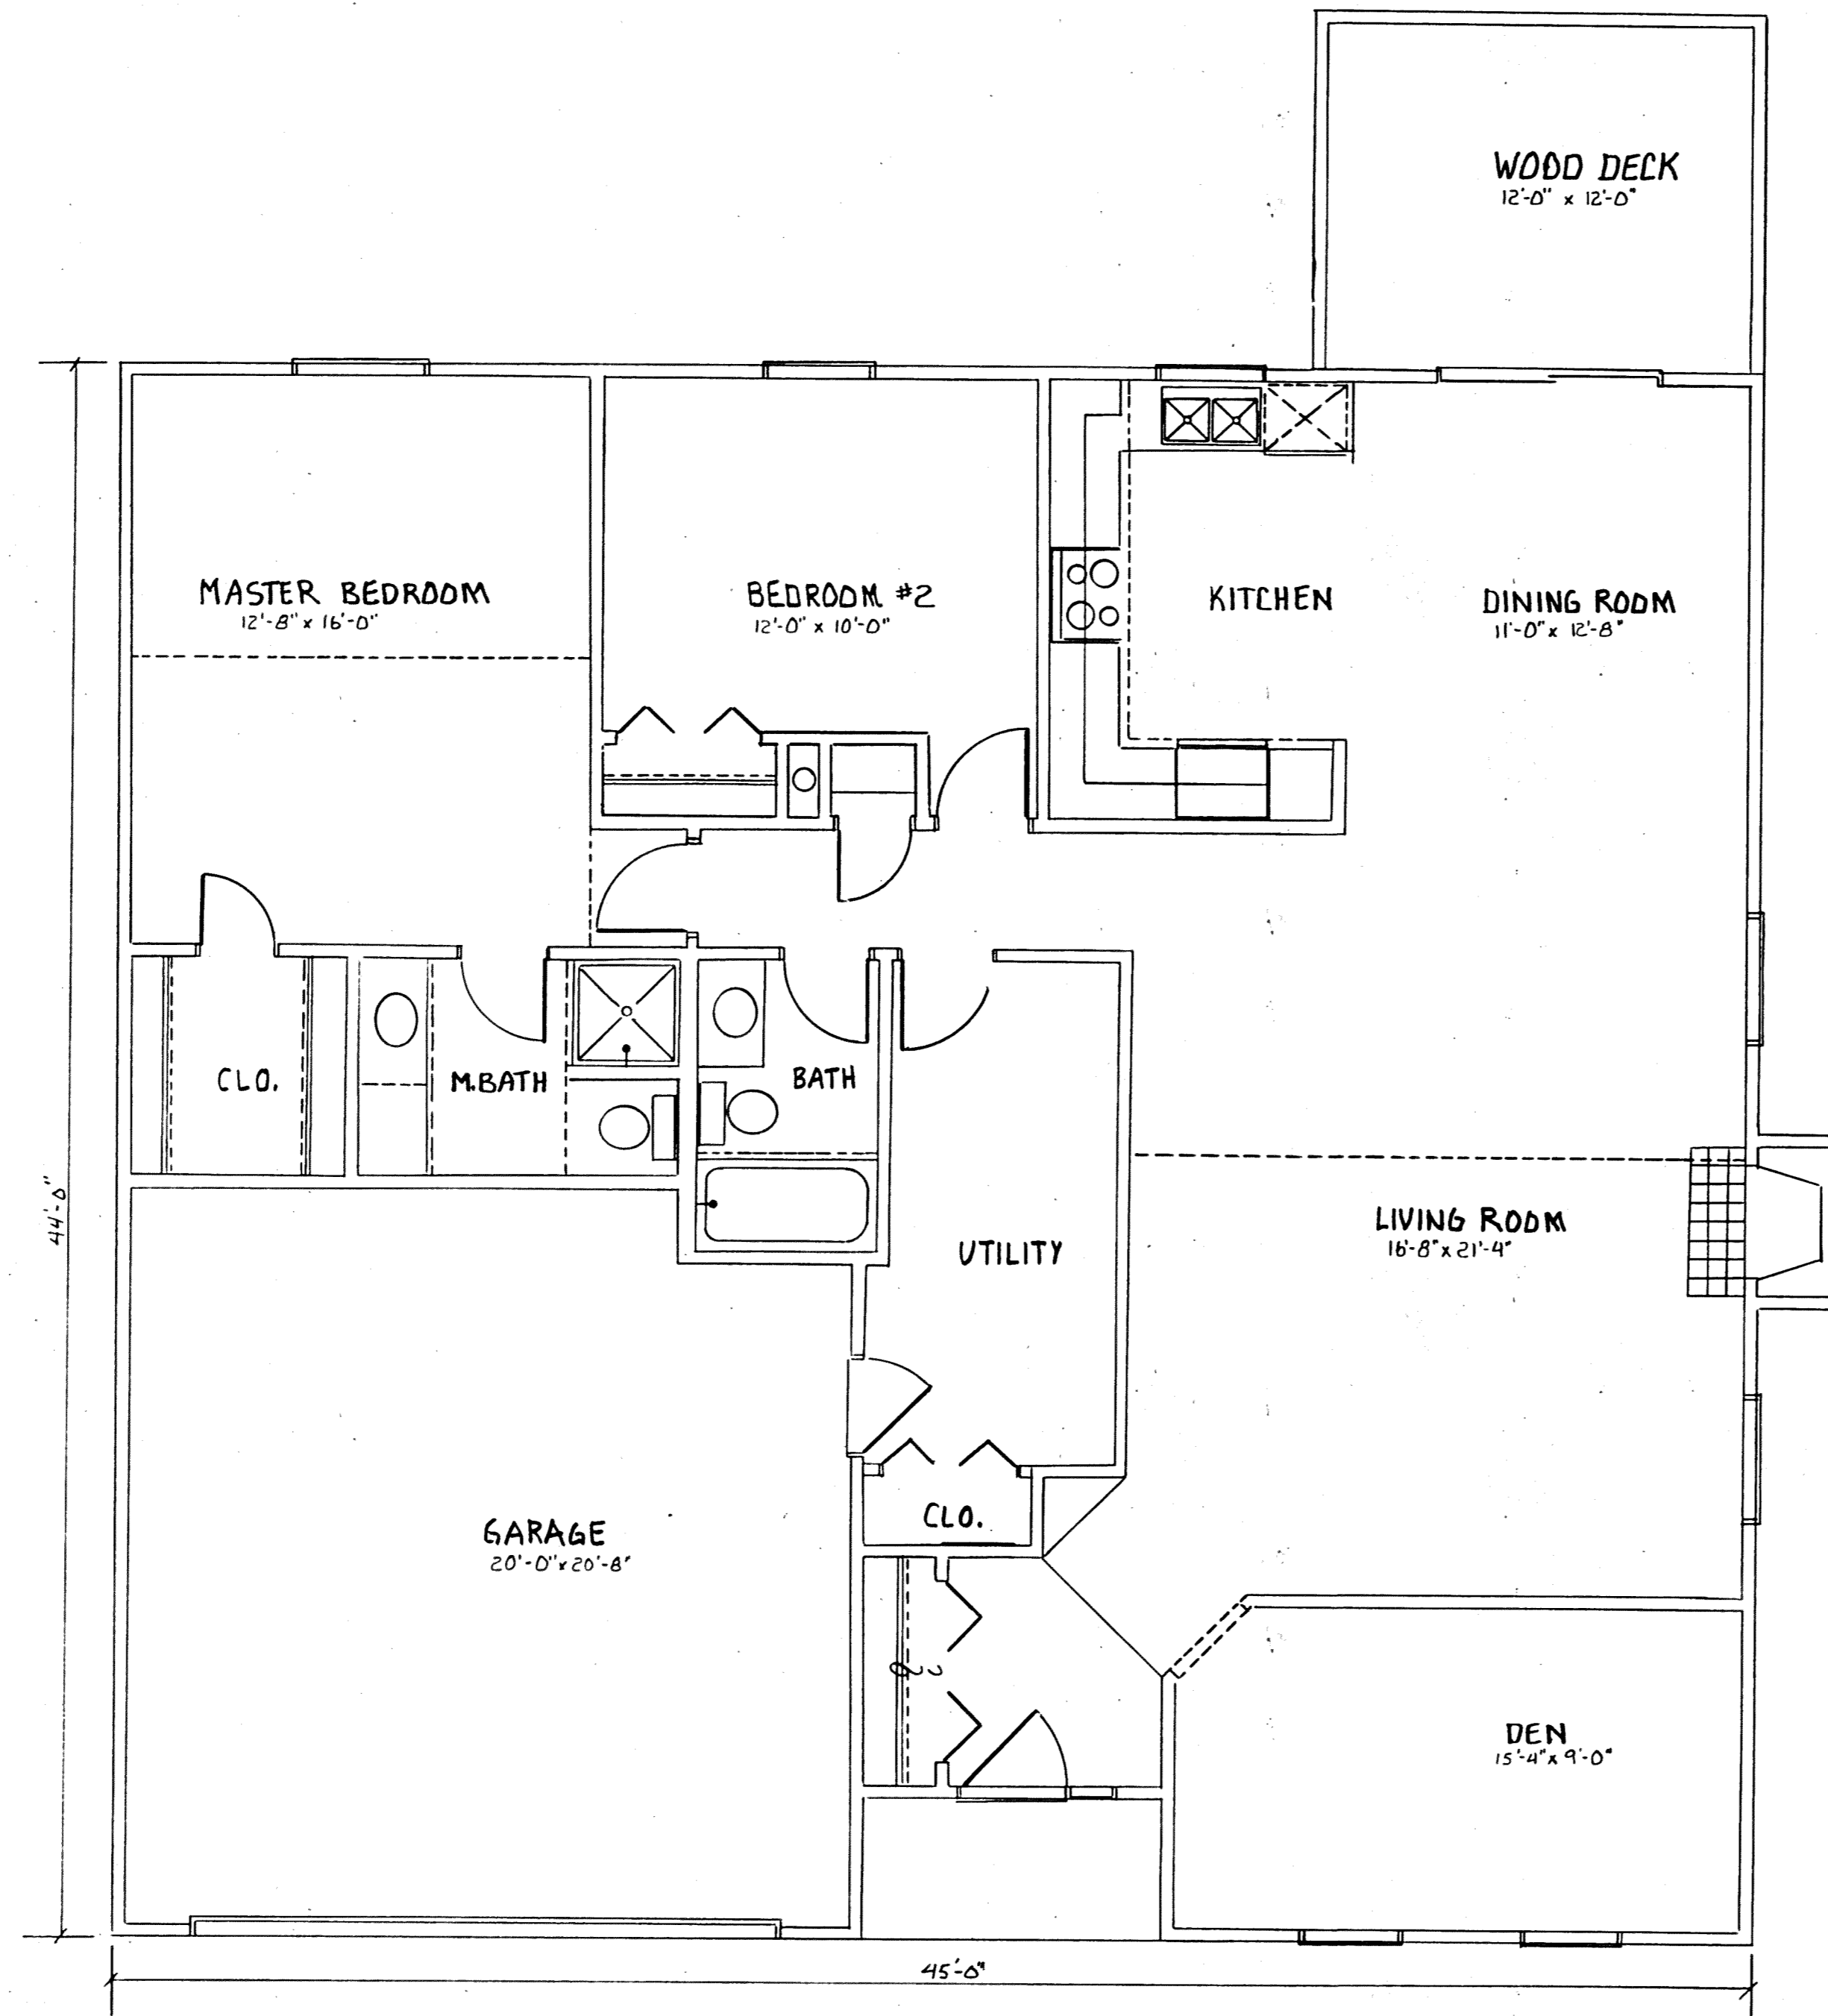 WOOD DECK
12'-0" x 12'-0"
MASTER BEDROOM
12'-8" x 16'-0"
BEDROOM #2
12'-0" x 10'-0"
KITCHEN
DINING ROOM
11'-0" x 12'-8"
CLO.
M.BATH
BATH
44'-0"
UTILITY
LIVING ROOM
16'-8" x 21'-4"
GARAGE
20'-0" x 20'-8"
CLO.
DEN
15'-4" x 9'-0"
45'-0"